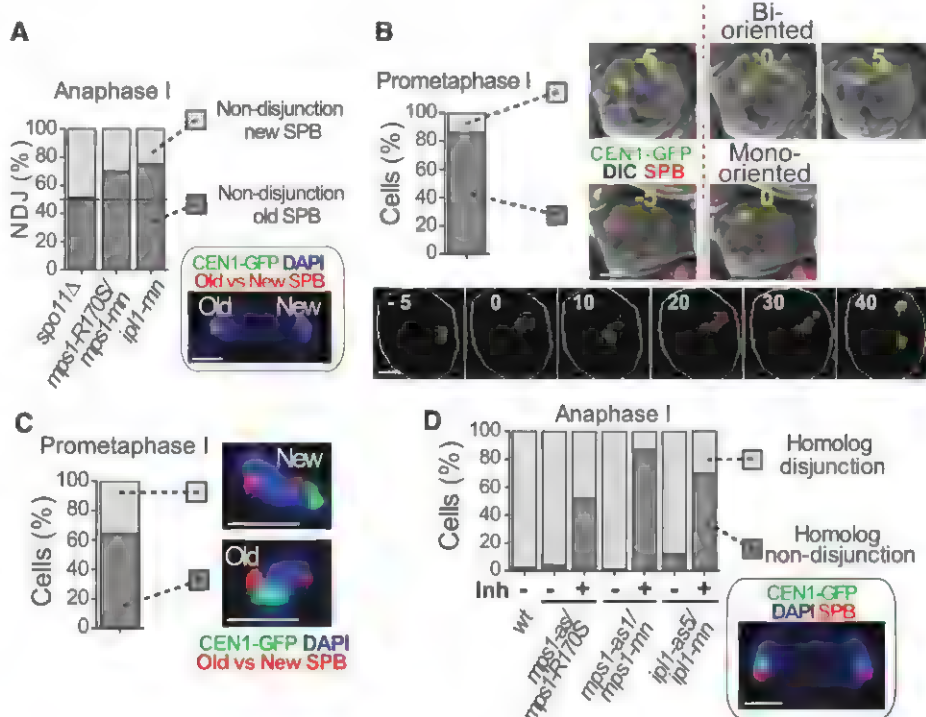 A
Anaphase I
NDJ (%)
100
80
60
40
20
0
spo11Δ
mps1-R170S/
mps1-mn
ipl1-mn
Non-disjunction
new SPB
Non-disjunction
old SPB
CEN1-GFP DAPI
Old vs New SPB
Old New
B
Prometaphase I
Cells (%)
100
80
60
40
20
0
Bi-
oriented
-5 0 5
CEN1-GFP
DIC SPB
Mono-
oriented
-5 0
-5 0 10 20 30 40
C
Prometaphase I
Cells (%)
100
80
60
40
20
0
New
Old
CEN1-GFP DAPI
Old vs New SPB
D
Anaphase I
Cells (%)
100
80
60
40
20
0
Inh - - + - + - +
wt
mps1-as/
mps1-R170S
mps1-as1/
mps1-mn
ipl1-as5/
ipl1-mn
Homolog
disjunction
Homolog
non-disjunction
CEN1-GFP
DAPI SPB